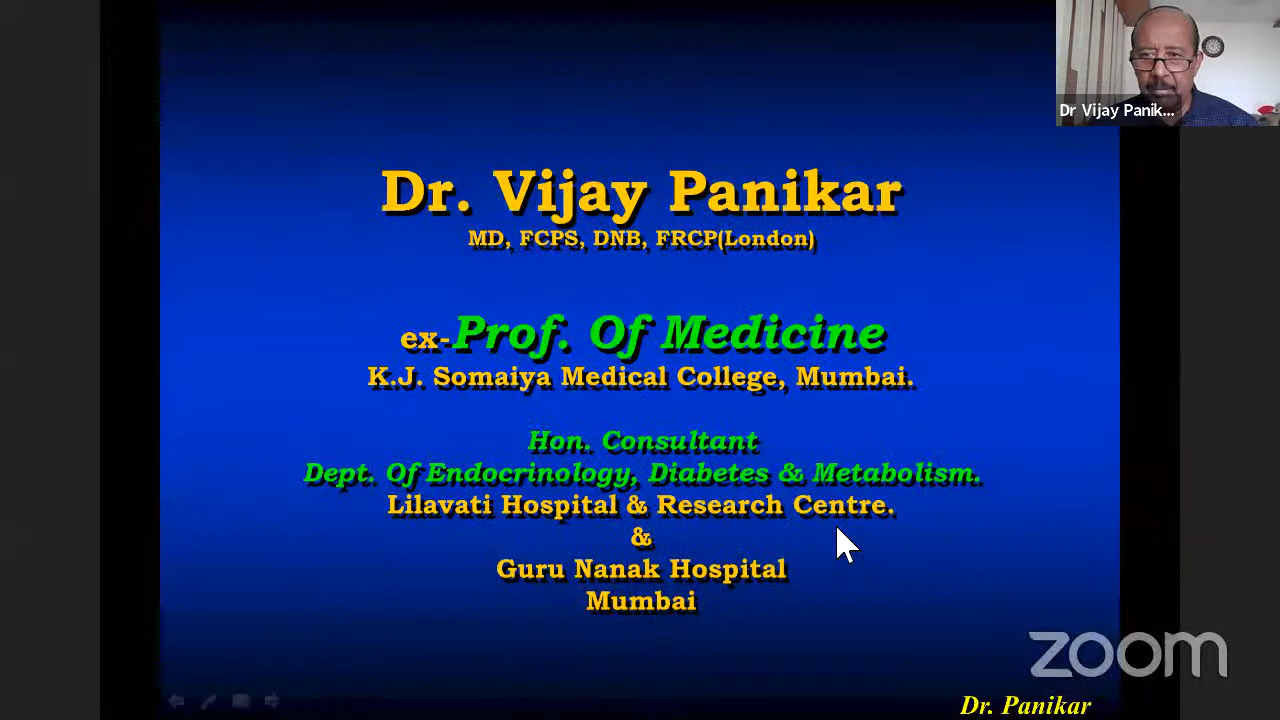 Dr Vijay Panik...
Dr. Vijay Panikar
MD, FCPS, DNB, FRCP(London)
ex-Prof. Of Medicine
K.J. Somaiya Medical College, Mumbai.
Hon. Consultant
Dept. Of Endocrinology, Diabetes & Metabolism.
Lilavati Hospital & Research Centre.
&
Guru Nanak Hospital
Mumbai
zoom
Dr. Panikar